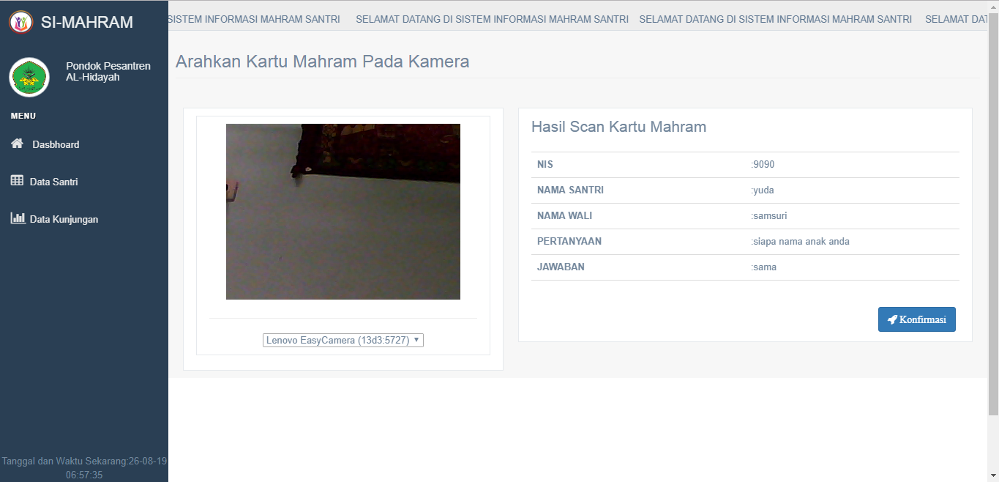 SI-MAHRAM
SISTEM INFORMASI MAHRAM SANTRI SELAMAT DATANG DI SISTEM INFORMASI MAHRAM SANTRI SELAMAT DATANG DI SISTEM INFORMASI MAHRAM SANTRI SELAMAT DAT
Pondok Pesantren
AL-Hidayah
MENU
Dasbhoard
Data Santri
Data Kunjungan
Tanggal dan Waktu Sekarang:26-08-19
06:57:35
Arahkan Kartu Mahram Pada Kamera
Lenovo EasyCamera (13d3:5727)
Hasil Scan Kartu Mahram
NIS :9090
NAMA SANTRI :yuda
NAMA WALI :samsuri
PERTANYAAN :siapa nama anak anda
JAWABAN :sama
Konfirmasi